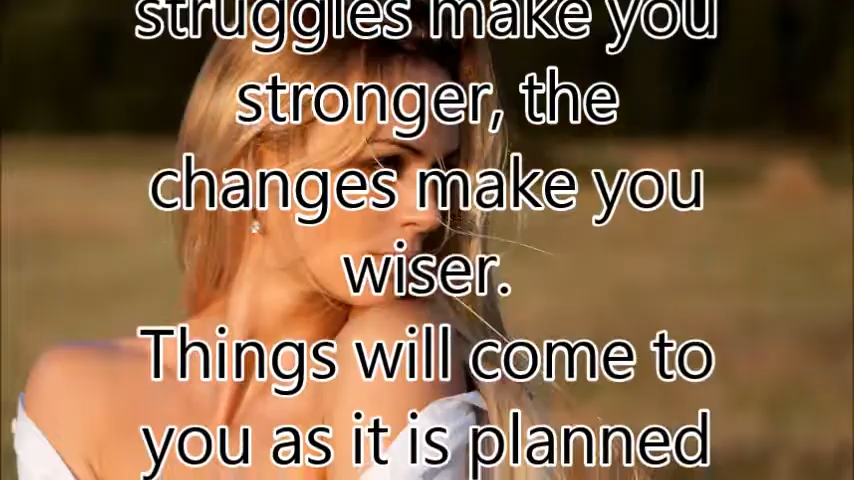 struggles make you
stronger, the
changes make you
wiser.
Things will come to
you as it is planned